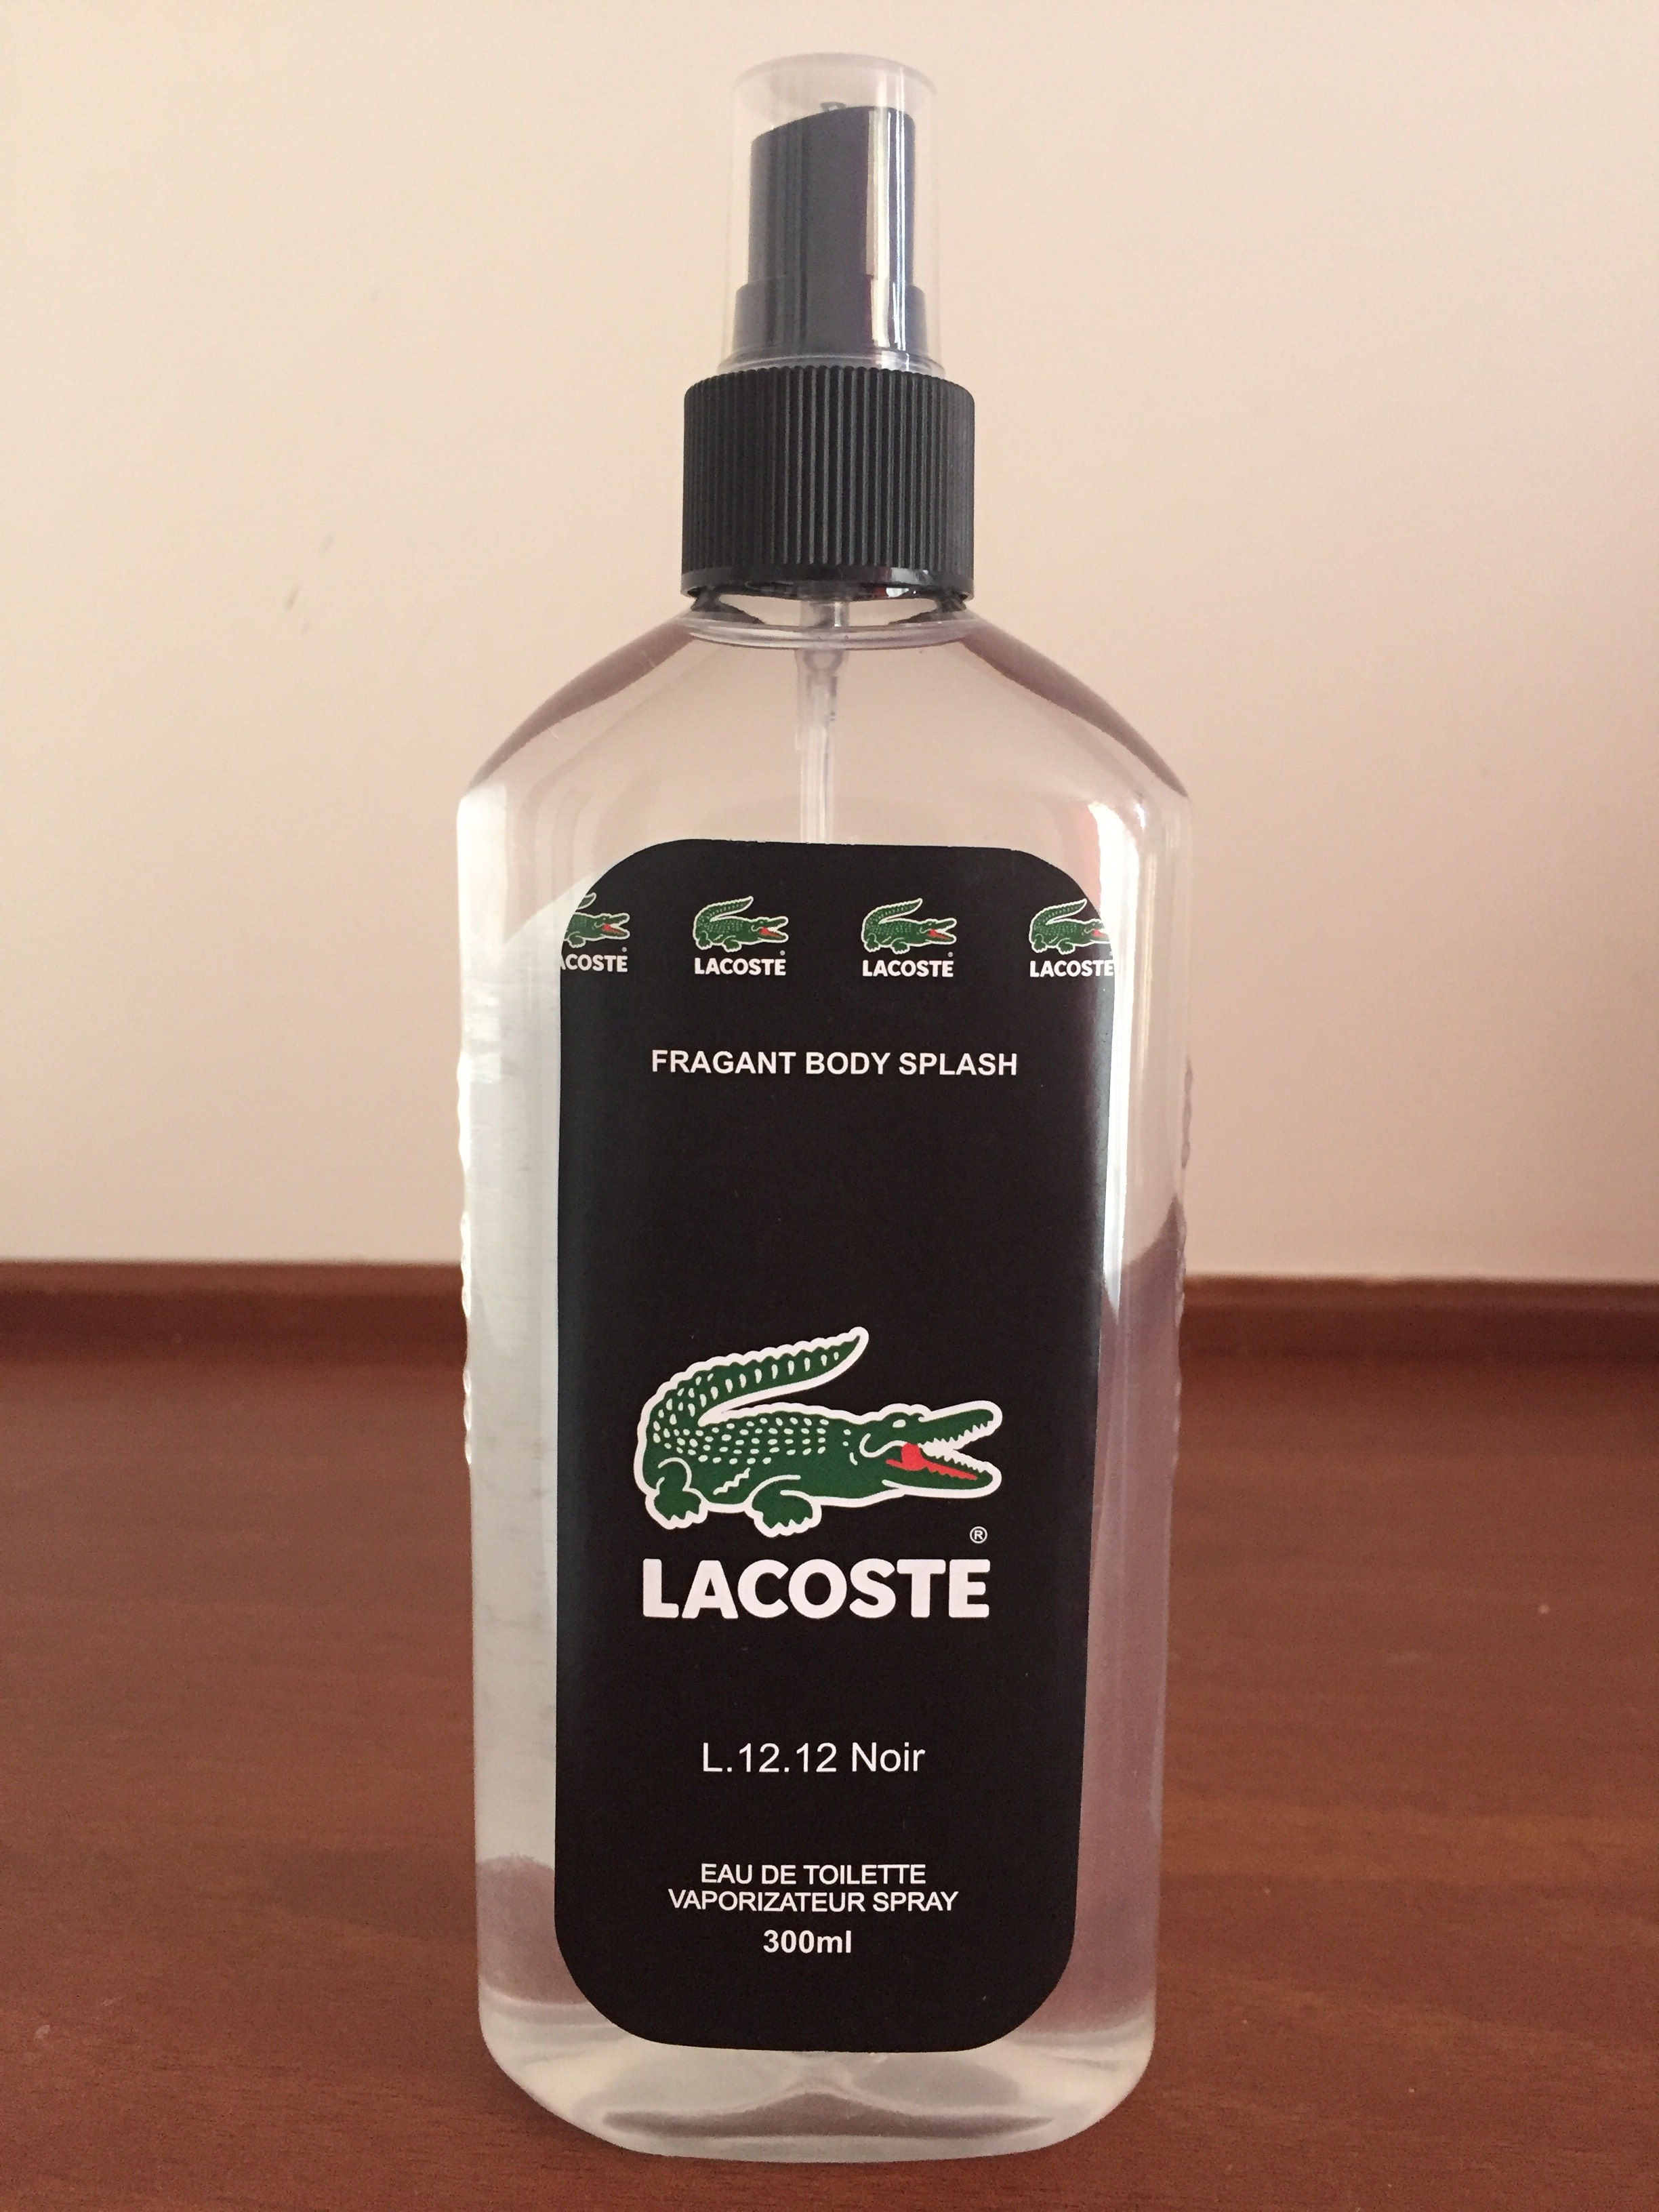 ACOSTE LACOSTE LACOSTE LACOSTE
FRAGANT BODY SPLASH
®
LACOSTE
L.12.12 Noir
EAU DE TOILETTE
VAPORIZATEUR SPRAY
300ml